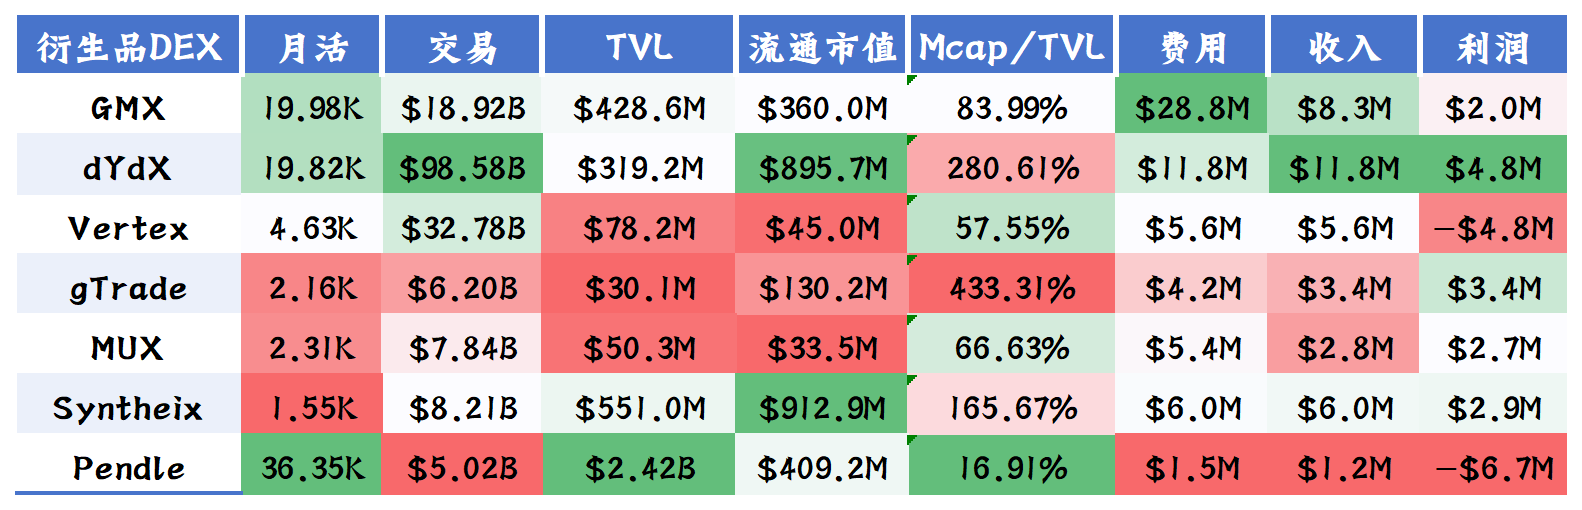 衍生品DEX 月活 交易 TVL 流通市值 Mcap/TVL 费用 收入 利润
GMX 19.98K $18.92B $428.6M $360.0M 83.99% $28.8M $8.3M $2.0M
dYdX 19.82K $98.58B $319.2M $895.7M 280.61% $11.8M $11.8M $4.8M
Vertex 4.63K $32.78B $78.2M $45.0M 57.55% $5.6M $5.6M -$4.8M
gTrade 2.16K $6.20B $30.1M $130.2M 433.31% $4.2M $3.4M $3.4M
MUX 2.31K $7.84B $50.3M $33.5M 66.63% $5.4M $2.8M $2.7M
Syntheix 1.55K $8.21B $551.0M $912.9M 165.67% $6.0M $6.0M $2.9M
Pendle 36.35K $5.02B $2.42B $409.2M 16.91% $1.5M $1.2M -$6.7M